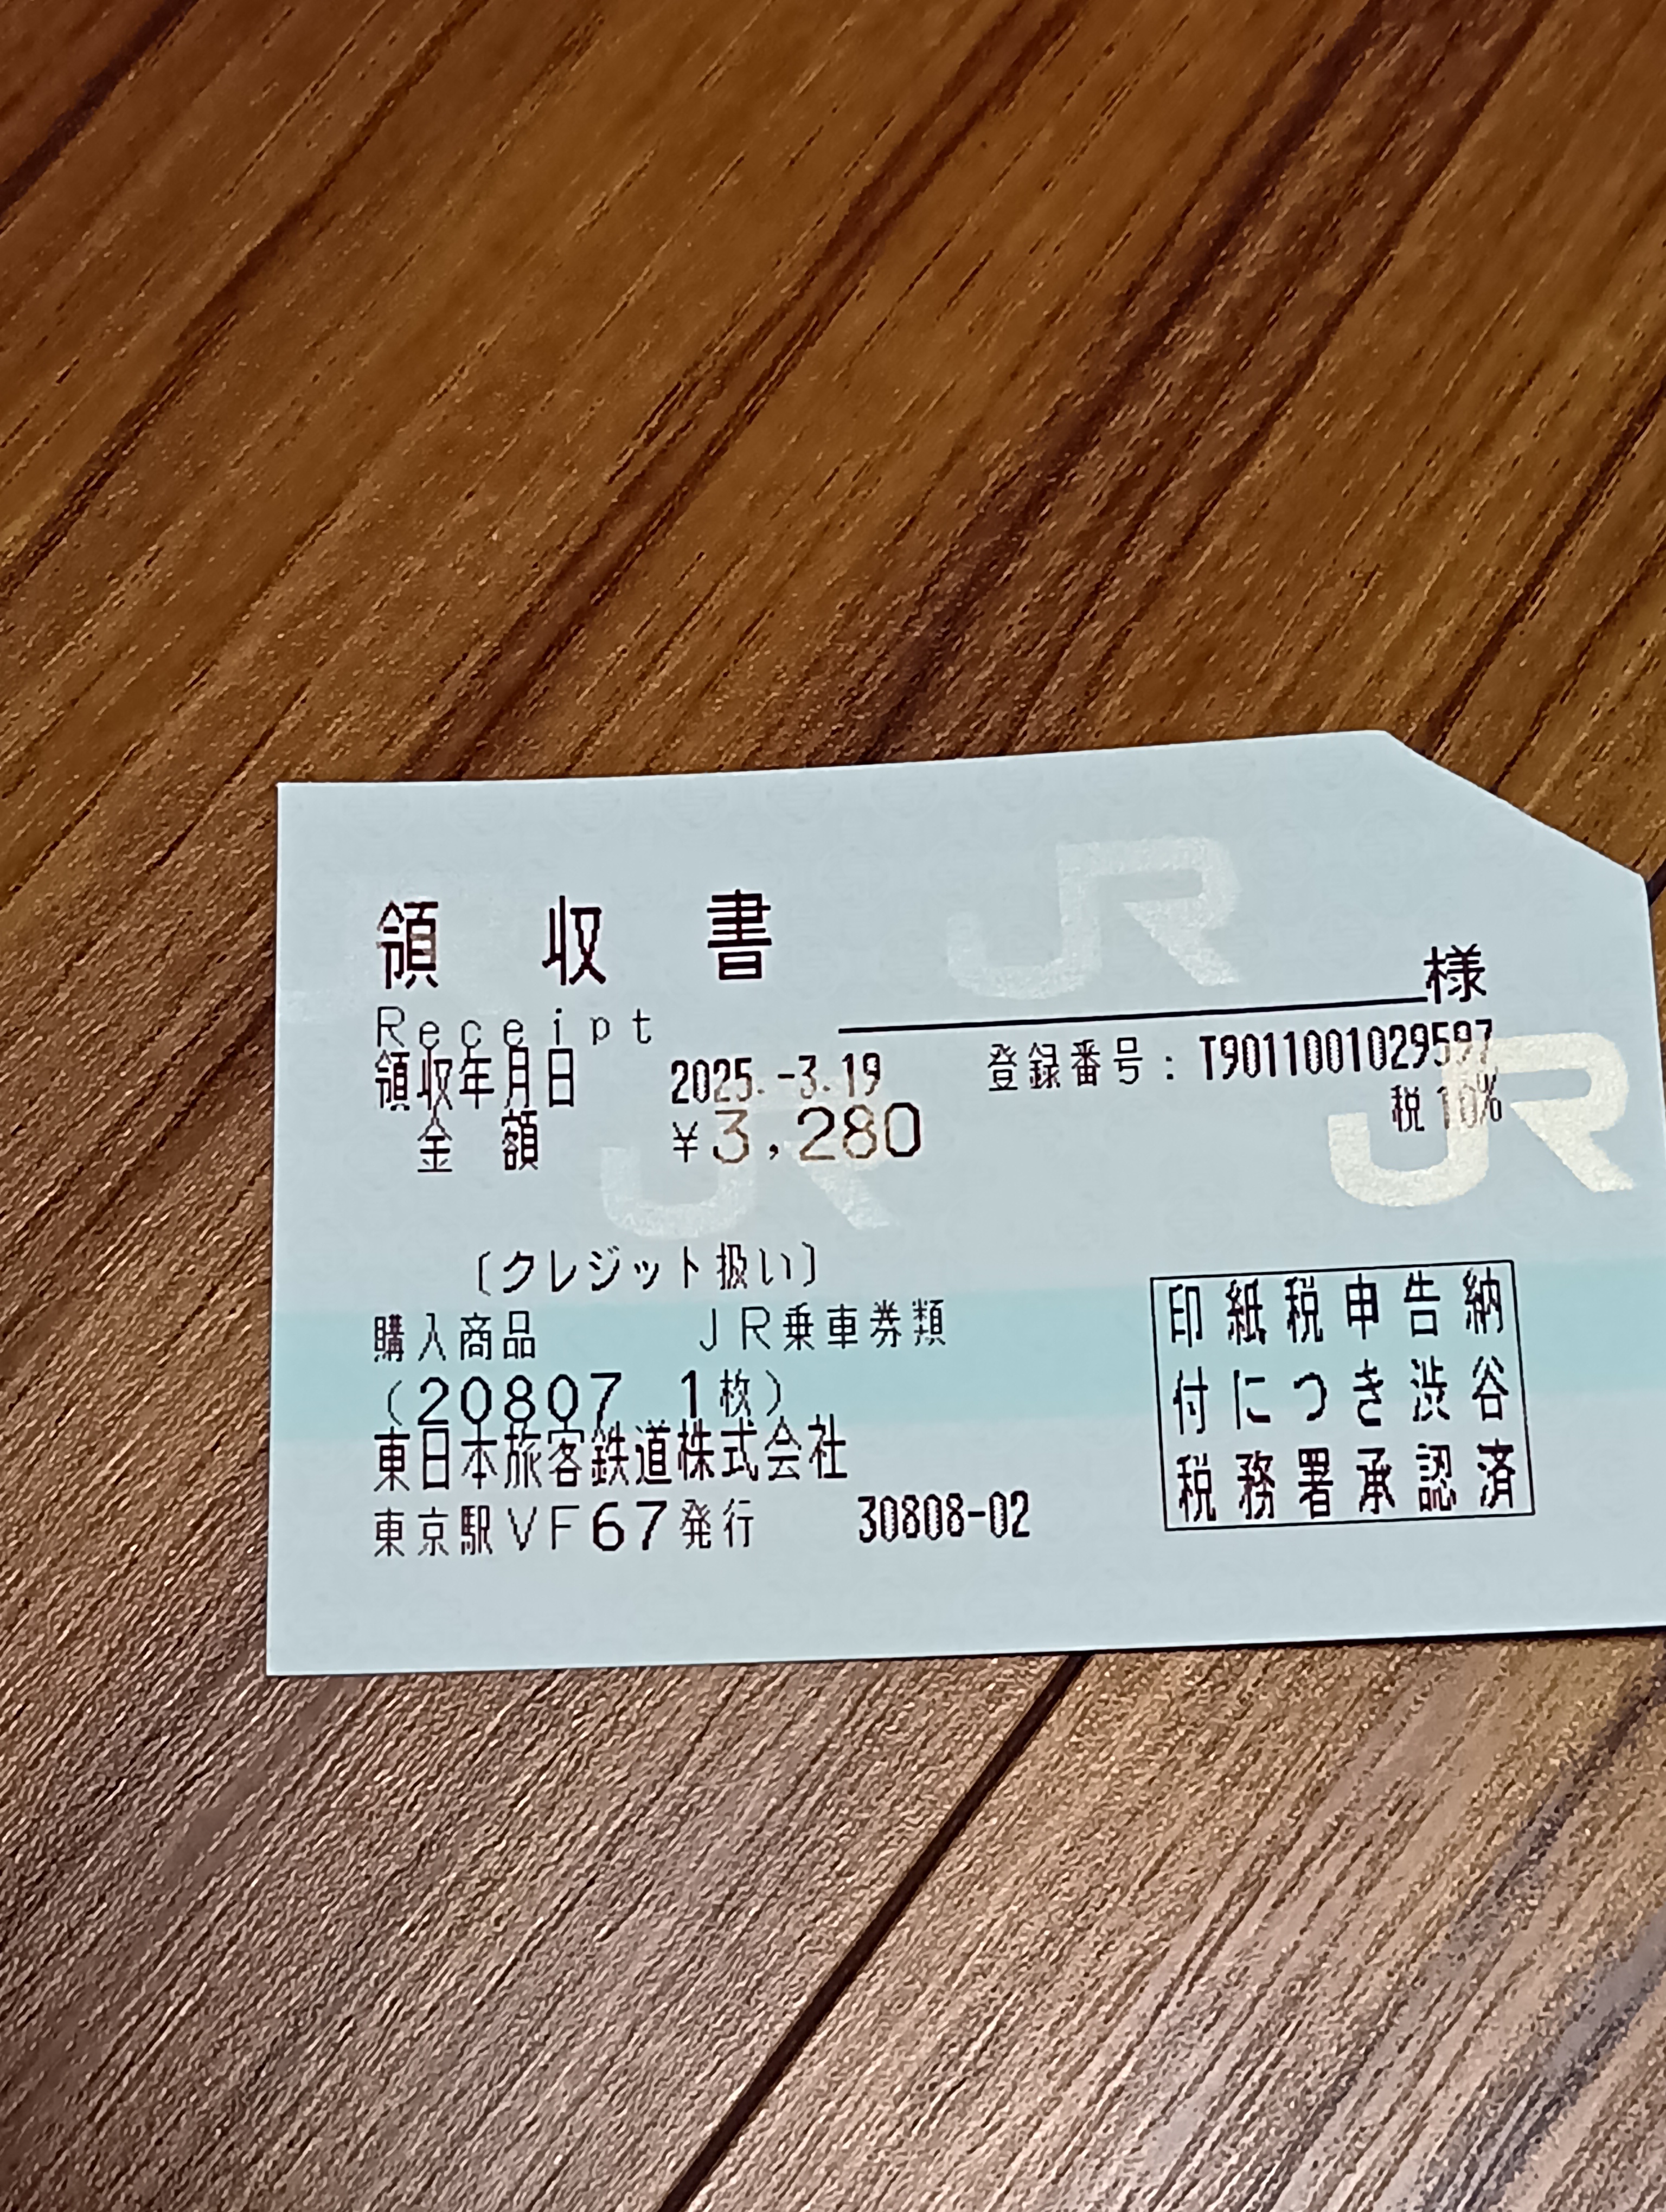 領収書
様
Receipt
領収年月日 2025.-3.19 登録番号：T9011001029597
金額 ¥3,280 税10%
〔クレジット扱い〕
購入商品 JR乗車券類
(20807 1枚)
東日本旅客鉄道株式会社
東京駅VF67発行 30808-02
印紙税申告納
付につき渋谷
税務署承認済
JR
JR
JR